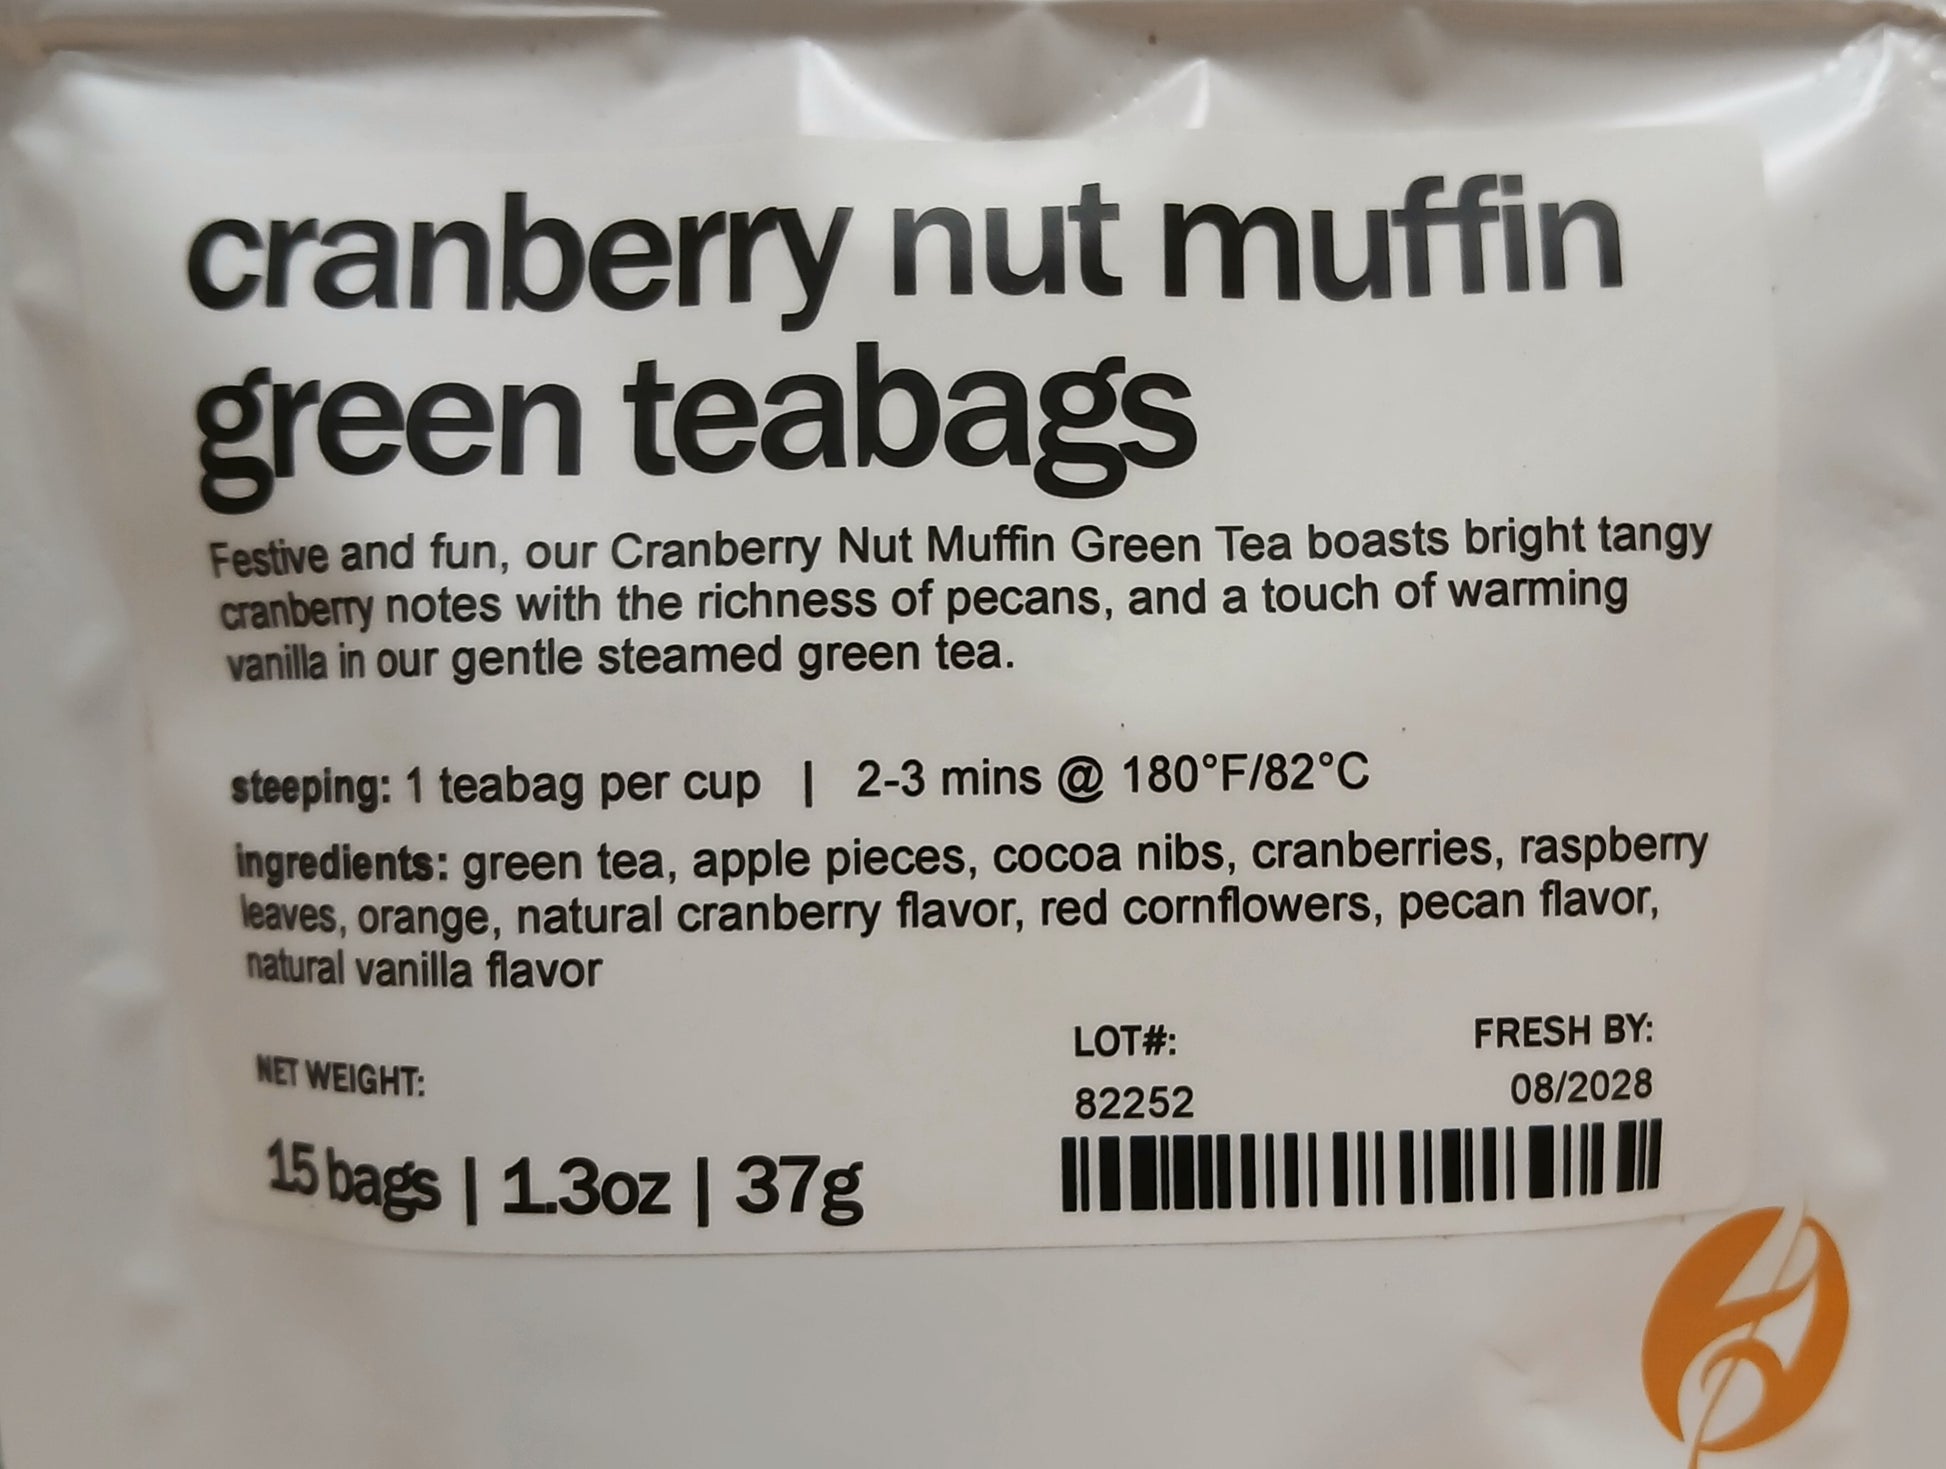 cranberry nut muffin
green teabags
Festive and fun, our Cranberry Nut Muffin Green Tea boasts bright tangy
cranberry notes with the richness of pecans, and a touch of warming
vanilla in our gentle steamed green tea.
steeping: 1 teabag per cup | 2-3 mins @ 180°F/82°C
ingredients: green tea, apple pieces, cocoa nibs, cranberries, raspberry
leaves, orange, natural cranberry flavor, red cornflowers, pecan flavor,
natural vanilla flavor
NET WEIGHT:
15 bags | 1.3oz | 37g
LOT#:
82252
FRESH BY:
08/2028